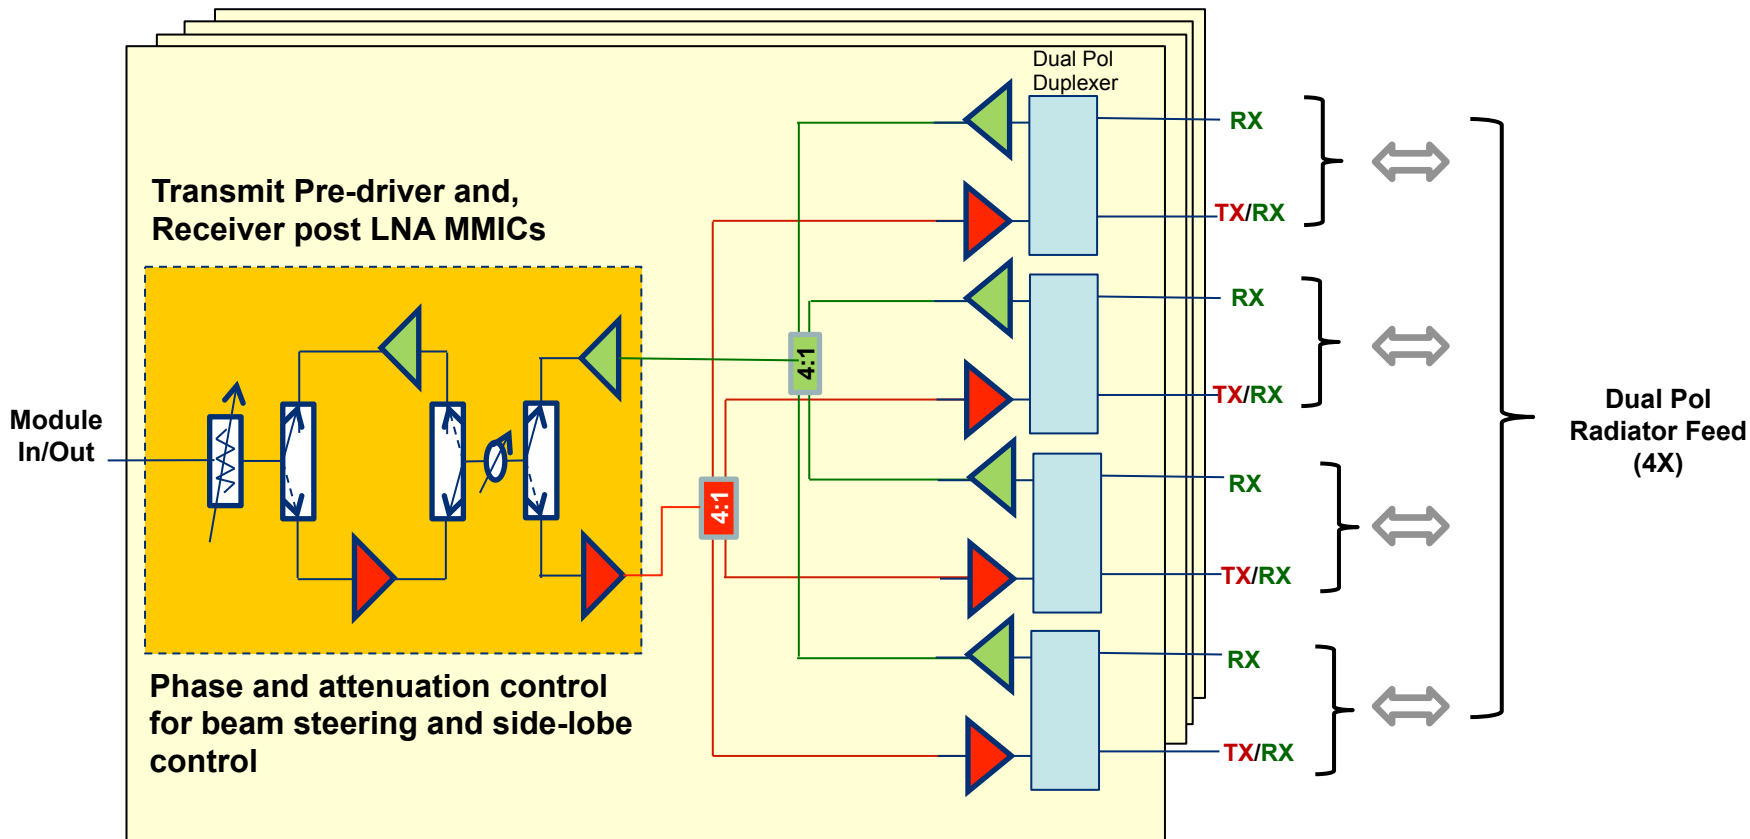 Dual Pol
Duplexer
RX
TX/RX
Transmit Pre-driver and,
Receiver post LNA MMICs
RX
4:1
TX/RX
Module
In/Out
Dual Pol
Radiator Feed
(4X)
4:1
RX
TX/RX
RX
Phase and attenuation control
for beam steering and side-lobe
control
TX/RX